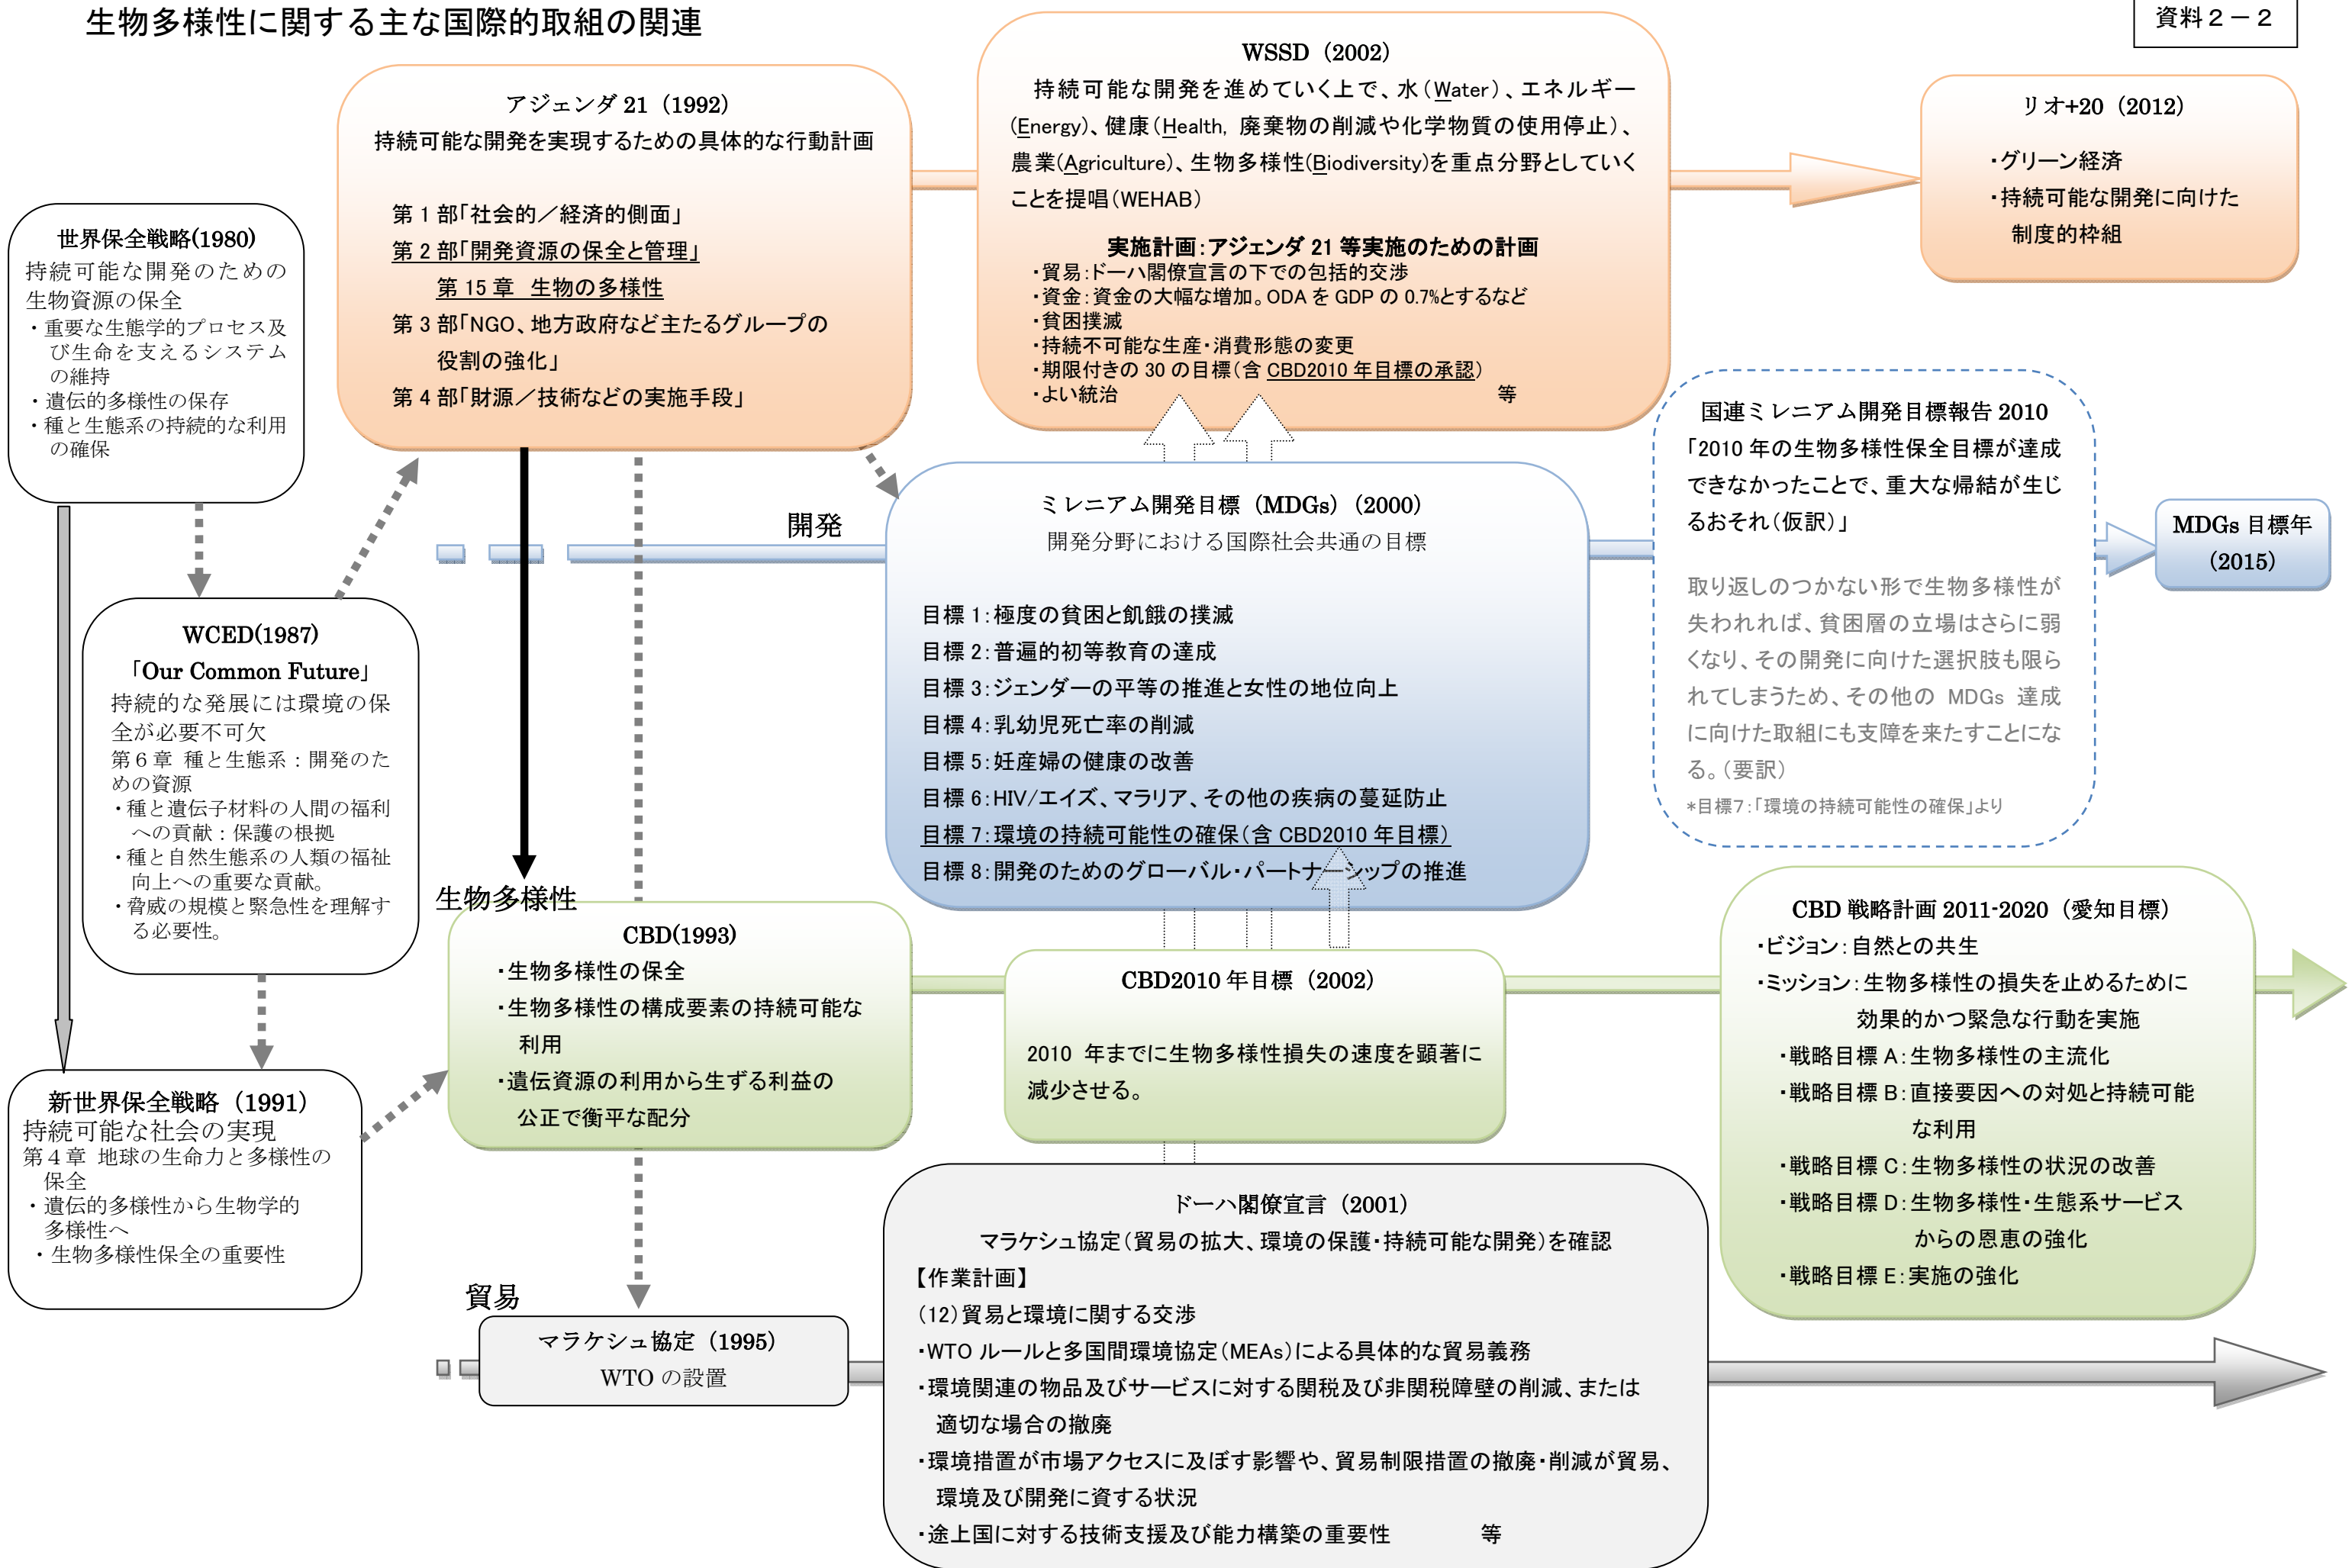 生物多様性に関する主な国際的取組の関連
資料2－2
世界保全戦略(1980)
持続可能な開発のための
生物資源の保全
・重要な生態学的プロセス及
び生命を支えるシステム
の維持
・遺伝的多様性の保存
・種と生態系の持続的な利用
の確保
WCED(1987)
「Our Common Future」
持続的な発展には環境の保
全が必要不可欠
第6章 種と生態系：開発のた
めの資源
・種と遺伝子材料の人間の福利
への貢献：保護の根拠
・種と自然生態系の人類の福祉
向上への重要な貢献。
・脅威の規模と緊急性を理解す
る必要性。
新世界保全戦略（1991）
持続可能な社会の実現
第4章 地球の生命力と多様性の
保全
・遺伝的多様性から生物学的
多様性へ
・生物多様性保全の重要性
アジェンダ 21（1992）
持続可能な開発を実現するための具体的な行動計画
第 1 部「社会的／経済的側面」
第 2 部「開発資源の保全と管理」
第 15 章 生物の多様性
第 3 部「NGO、地方政府など主たるグループの
役割の強化」
第 4 部「財源／技術などの実施手段」
WSSD（2002）
持続可能な開発を進めていく上で、水（Water）、エネルギー
(Energy)、健康（Health, 廃棄物の削減や化学物質の使用停止）、
農業(Agriculture)、生物多様性(Biodiversity)を重点分野としていく
ことを提唱（WEHAB）
実施計画：アジェンダ 21 等実施のための計画
・貿易：ドーハ閣僚宣言の下での包括的交渉
・資金：資金の大幅な増加。ODA を GDP の 0.7%とするなど
・貧困撲滅
・持続不可能な生産・消費形態の変更
・期限付きの 30 の目標（含 CBD2010 年目標の承認）
・よい統治 等
リオ+20（2012）
・グリーン経済
・持続可能な開発に向けた
制度的枠組
開発
ミレニアム開発目標（MDGs）（2000）
開発分野における国際社会共通の目標
目標 1：極度の貧困と飢餓の撲滅
目標 2：普遍的初等教育の達成
目標 3：ジェンダーの平等の推進と女性の地位向上
目標 4：乳幼児死亡率の削減
目標 5：妊産婦の健康の改善
目標 6：HIV/エイズ、マラリア、その他の疾病の蔓延防止
目標 7：環境の持続可能性の確保（含 CBD2010 年目標）
目標 8：開発のためのグローバル・パートナーシップの推進
国連ミレニアム開発目標報告 2010
「2010 年の生物多様性保全目標が達成
できなかったことで、重大な帰結が生じ
るおそれ（仮訳）」
取り返しのつかない形で生物多様性が
失われれば、貧困層の立場はさらに弱
くなり、その開発に向けた選択肢も限ら
れてしまうため、その他の MDGs 達成
に向けた取組にも支障を来たすことにな
る。（要訳）
*目標7：「環境の持続可能性の確保」より
MDGs 目標年
（2015）
生物多様性
CBD(1993)
・生物多様性の保全
・生物多様性の構成要素の持続可能な
利用
・遺伝資源の利用から生ずる利益の
公正で衡平な配分
CBD2010 年目標（2002）
2010 年までに生物多様性損失の速度を顕著に
減少させる。
CBD 戦略計画 2011-2020（愛知目標）
・ビジョン：自然との共生
・ミッション：生物多様性の損失を止めるために
効果的かつ緊急な行動を実施
・戦略目標 A：生物多様性の主流化
・戦略目標 B：直接要因への対処と持続可能
な利用
・戦略目標 C：生物多様性の状況の改善
・戦略目標 D：生物多様性・生態系サービス
からの恩恵の強化
・戦略目標 E：実施の強化
貿易
マラケシュ協定（1995）
WTO の設置
ドーハ閣僚宣言（2001）
マラケシュ協定（貿易の拡大、環境の保護・持続可能な開発）を確認
【作業計画】
（12）貿易と環境に関する交渉
・WTO ルールと多国間環境協定（MEAs）による具体的な貿易義務
・環境関連の物品及びサービスに対する関税及び非関税障壁の削減、または
適切な場合の撤廃
・環境措置が市場アクセスに及ぼす影響や、貿易制限措置の撤廃・削減が貿易、
環境及び開発に資する状況
・途上国に対する技術支援及び能力構築の重要性 等